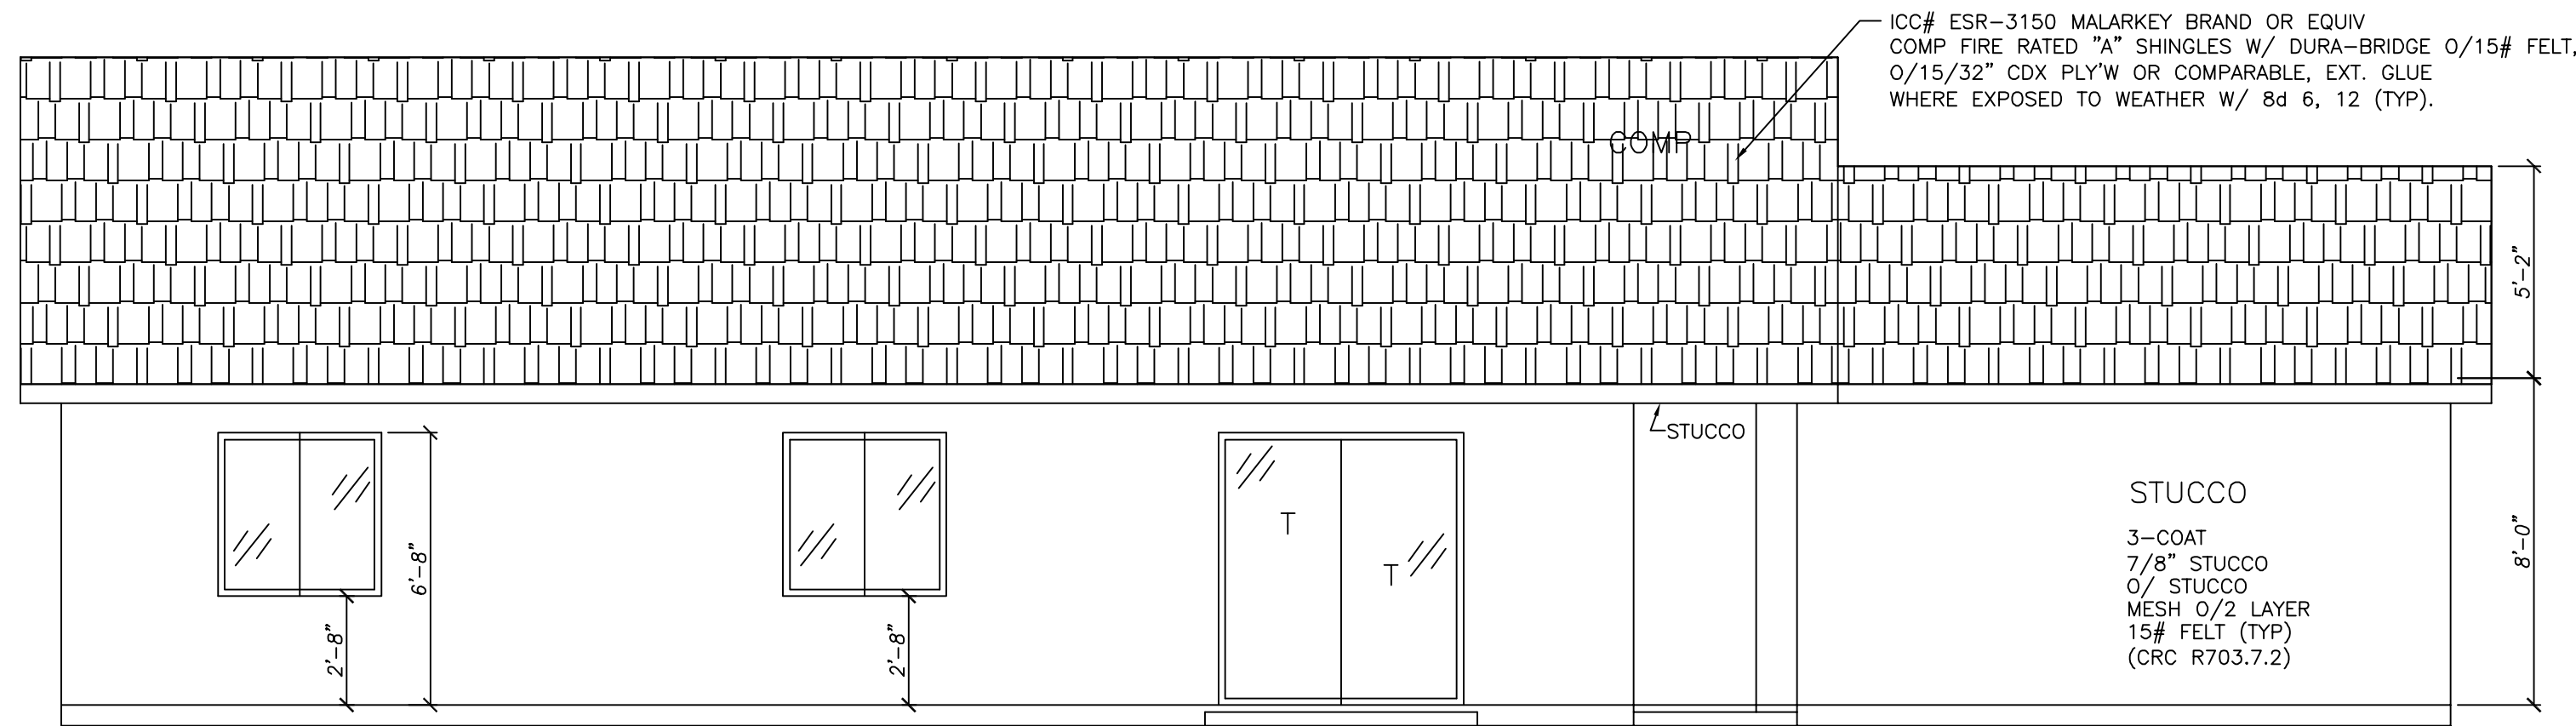 ICC# ESR-3150 MALARKEY BRAND OR EQUIV
COMP FIRE RATED "A" SHINGLES W/ DURA-BRIDGE O/15# FELT,
O/15/32" CDX PLY'W OR COMPARABLE, EXT. GLUE
WHERE EXPOSED TO WEATHER W/ 8d 6, 12 (TYP).
COMP
5'-2"
STUCCO
STUCCO
3-COAT
7/8" STUCCO
O/ STUCCO
MESH O/2 LAYER
15# FELT (TYP)
(CRC R703.7.2)
T
T
6'-8"
2'-8"
2'-8"
8'-0"